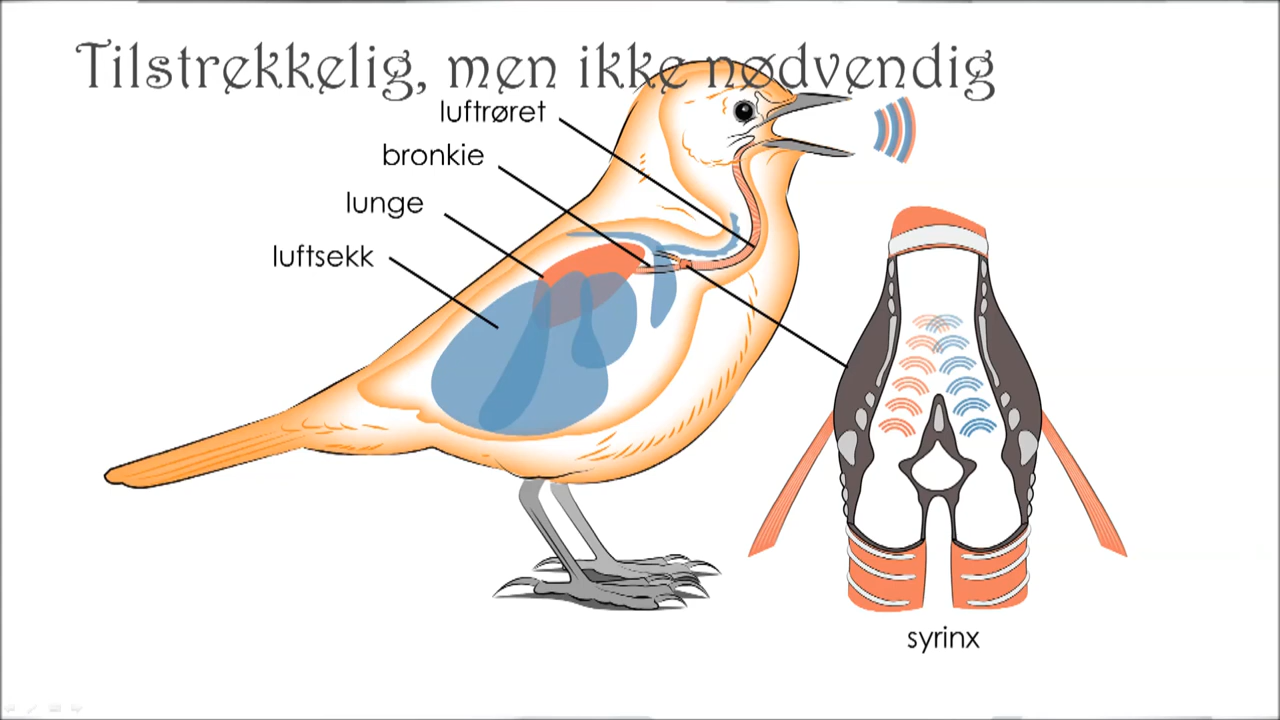 Tilstrekkelig, men ikke nødvendig
luftrøret
bronkie
lunge
luftsekk
syrinx